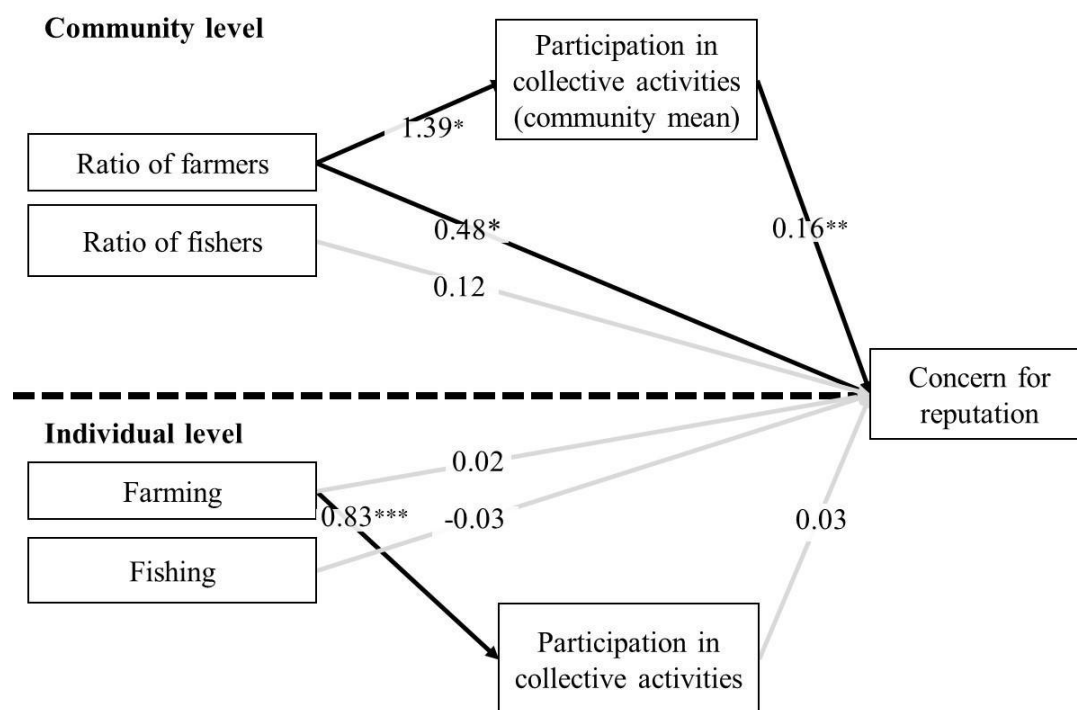 Community level
Participation in
collective activities
(community mean)
1.39*
Ratio of farmers
Ratio of fishers
0.48*
0.16**
0.12
Concern for
reputation
Individual level
Farming
0.02
0.83***
-0.03
0.03
Fishing
Participation in
collective activities